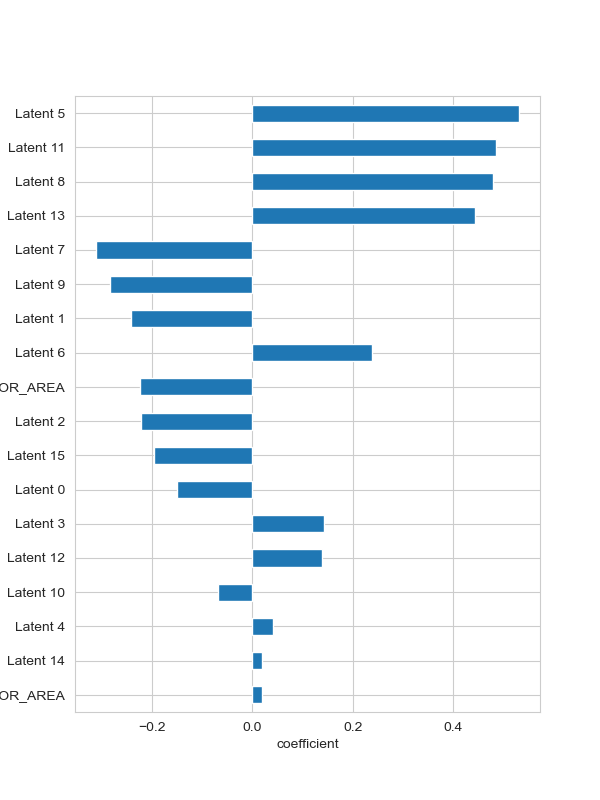 Latent 5
Latent 11
Latent 8
Latent 13
Latent 7
Latent 9
Latent 1
Latent 6
OR_AREA
Latent 2
Latent 15
Latent 0
Latent 3
Latent 12
Latent 10
Latent 4
Latent 14
OR_AREA
−0.2 0.0 0.2 0.4
coefficient